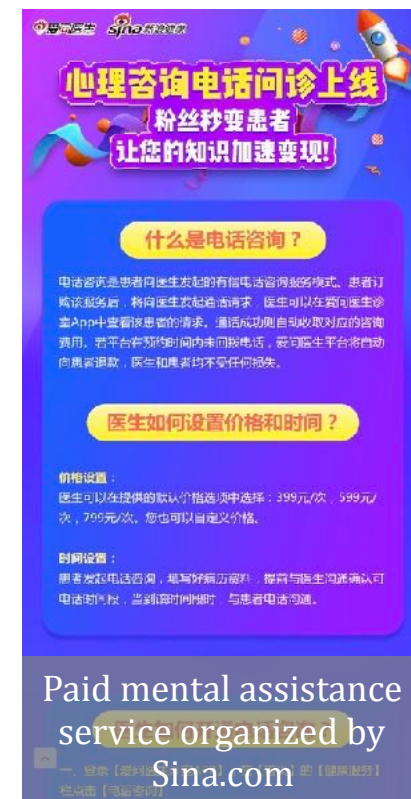 爱问医生 sina 新浪健康
心理咨询电话问诊上线
粉丝秒变患者
让您的知识加速变现!
什么是电话咨询？
电话咨询是患者向医生发起的有偿电话咨询服务模式。患者订
购该服务后，将向医生发起通话请求，医生可以在爱问医生诊
室App中查看该患者的请求。通话成功则自动收取对应的咨询
费用。若平台在预约时间内未回拨电话，爱问医生平台将自动
向患者退款，医生和患者均不受任何损失。
医生如何设置价格和时间？
价格设置：
医生可以在提供的默认价格选项中选择：399元/次，599元/
次，799元/次。您也可以自定义价格。
时间设置：
患者发起电话咨询，填写好病历资料，提前与医生沟通确认可
电话时间段，当到该时间段时，与患者电话沟通。
Paid mental assistance
service organized by
Sina.com
栏点击【电话咨询】